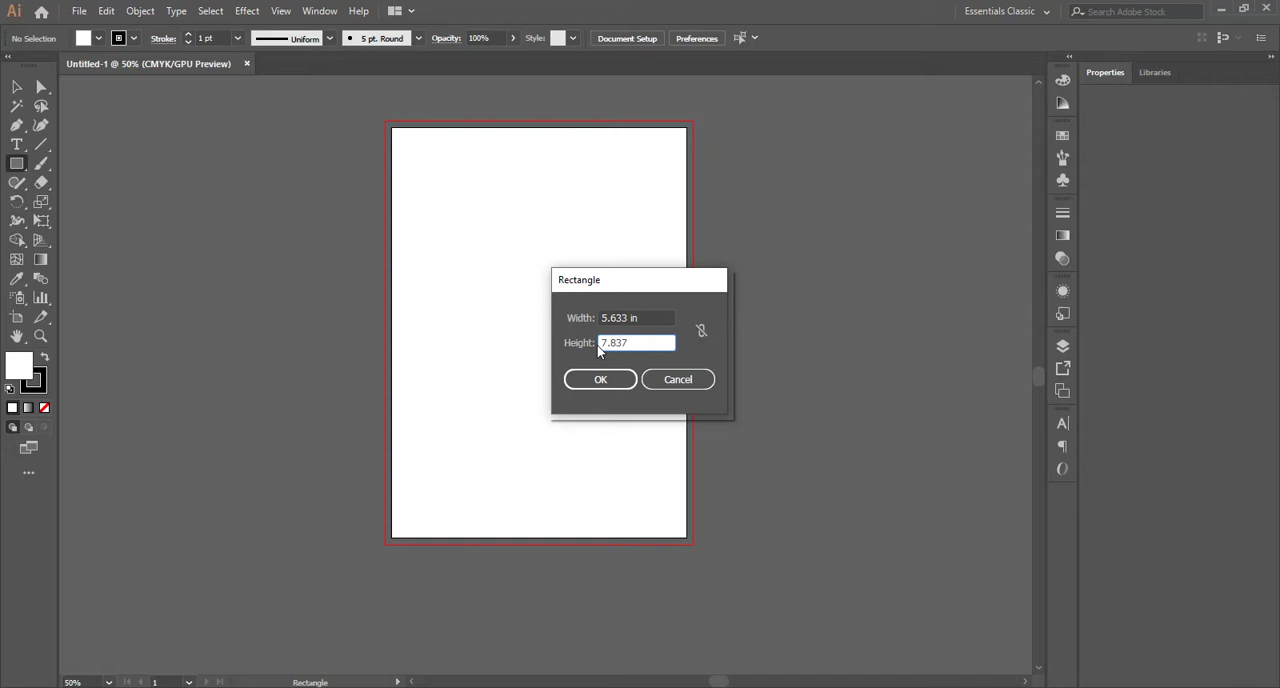 Ai File Edit Object Type Select Effect View Window Help Essentials Classic Search Adobe Stock
No Selection Stroke: 1 pt Uniform 5 pt. Round Opacity: 100% Style: Document Setup Preferences
Untitled-1 @ 50% (CMYK/GPU Preview) ×
Properties Libraries
Rectangle
Width: 5.633 in
Height: 7.837
OK Cancel
50% 1 Rectangle